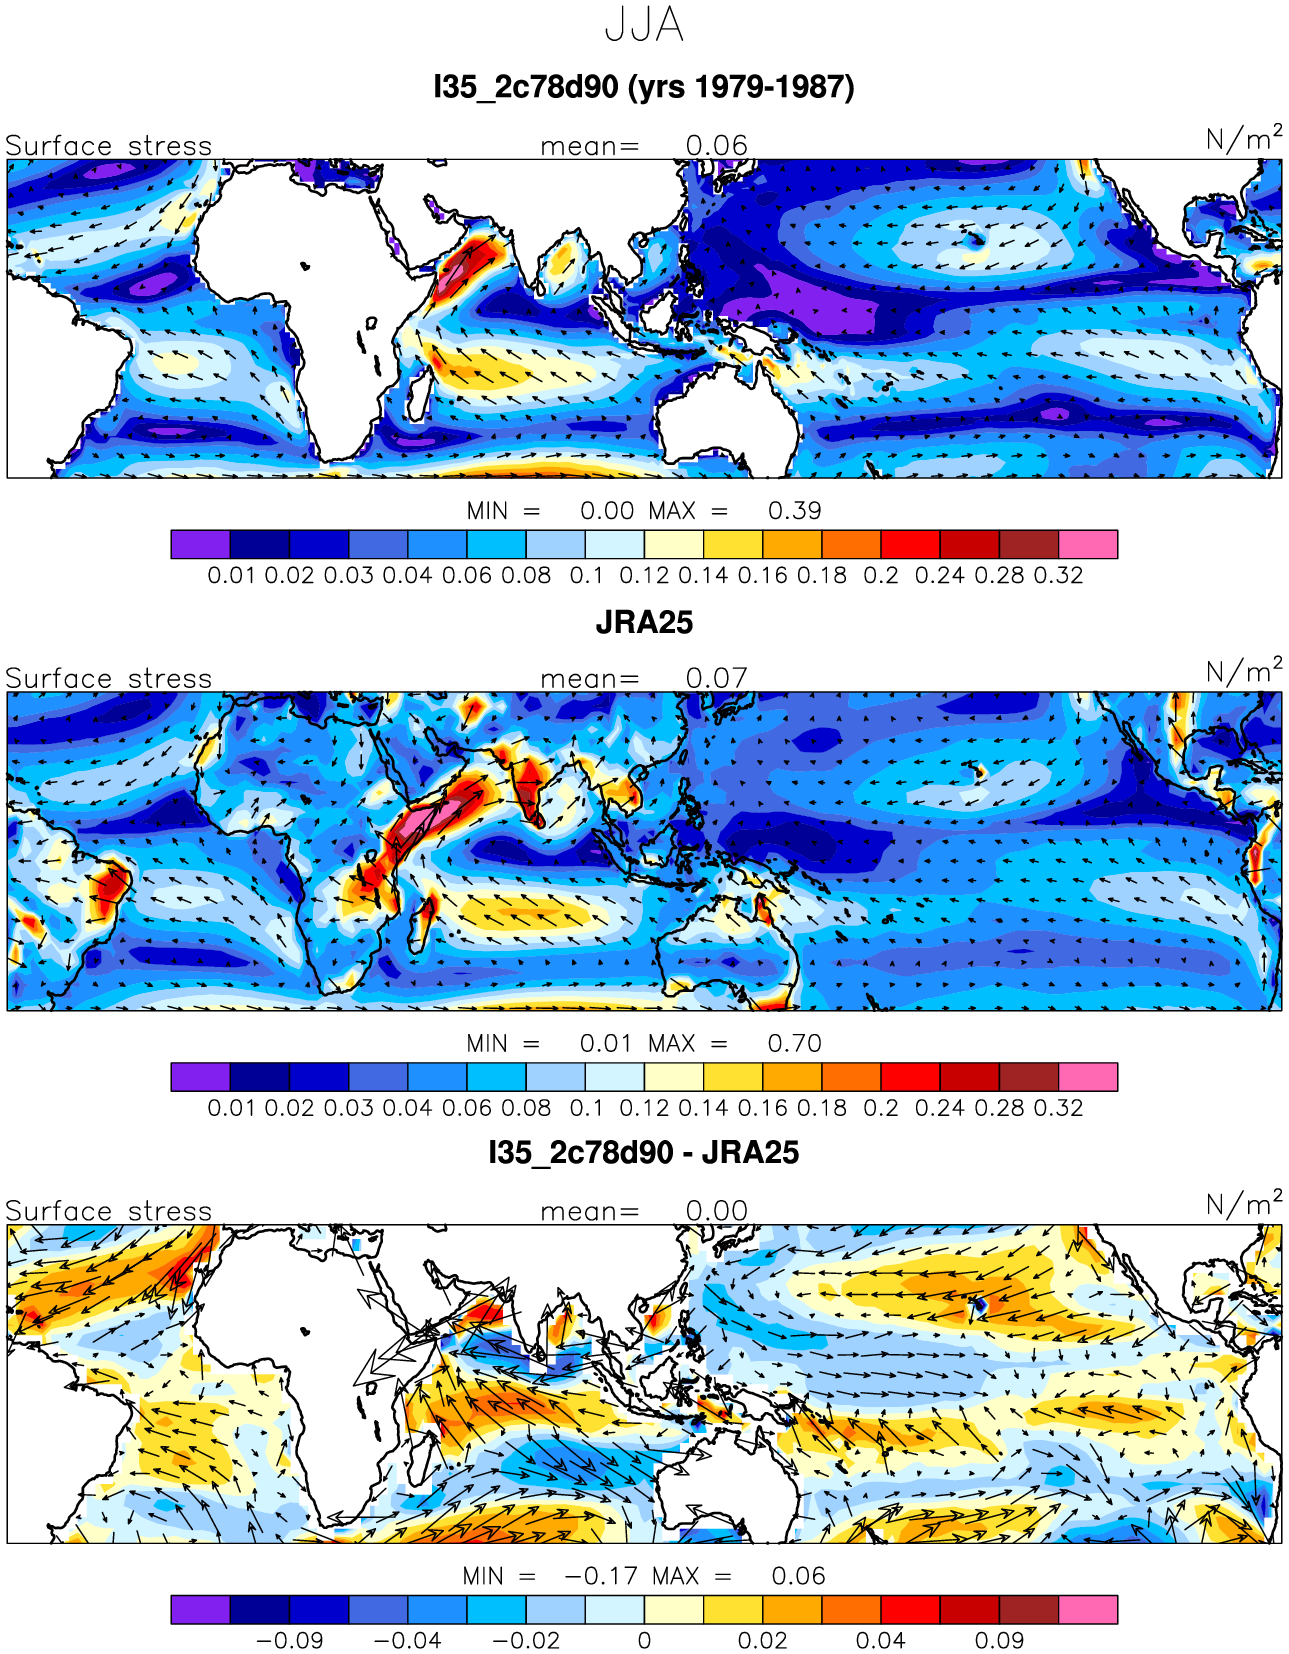 JJA
I35_2c78d90 (yrs 1979-1987)
Surface stress mean= 0.06 N/m²
MIN = 0.00 MAX = 0.39
0.01 0.02 0.03 0.04 0.06 0.08 0.1 0.12 0.14 0.16 0.18 0.2 0.24 0.28 0.32
JRA25
Surface stress mean= 0.07 N/m²
MIN = 0.01 MAX = 0.70
0.01 0.02 0.03 0.04 0.06 0.08 0.1 0.12 0.14 0.16 0.18 0.2 0.24 0.28 0.32
I35_2c78d90 - JRA25
Surface stress mean= 0.00 N/m²
MIN = −0.17 MAX = 0.06
−0.09 −0.04 −0.02 0 0.02 0.04 0.09